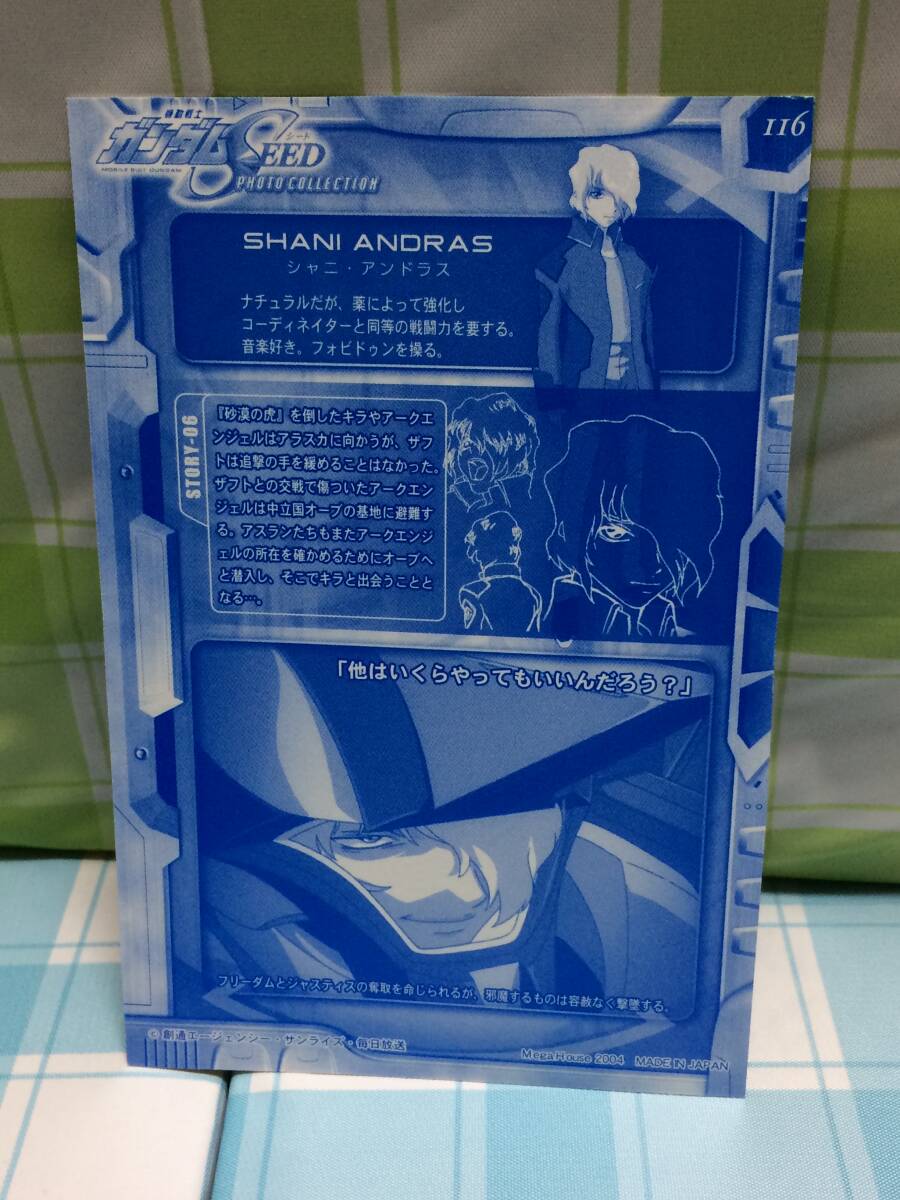 116
機動戦士
ガンダムSEED
シード
MOBILE SUIT GUNDAM
PHOTO COLLECTION
SHANI ANDRAS
シャニ・アンドラス
ナチュラルだが、薬によって強化し
コーディネイターと同等の戦闘力を要する。
音楽好き。フォビドゥンを操る。
STORY-06
『砂漠の虎』を倒したキラやアークエ
ンジェルはアラスカに向かうが、ザフ
トは追撃の手を緩めることはなかった。
ザフトとの交戦で傷ついたアークエン
ジェルは中立国オーブの基地に避難す
る。アスランたちもまたアークエンジ
ェルの所在を確かめるためにオーブへ
と潜入し、そこでキラと出会うことと
なる…。
「他はいくらやってもいいんだろう？」
フリーダムとジャスティスの奪取を命じられるが、邪魔するものは容赦なく撃墜する。
©創通エージェンシー・サンライズ・毎日放送
MegaHouse 2004 MADE IN JAPAN